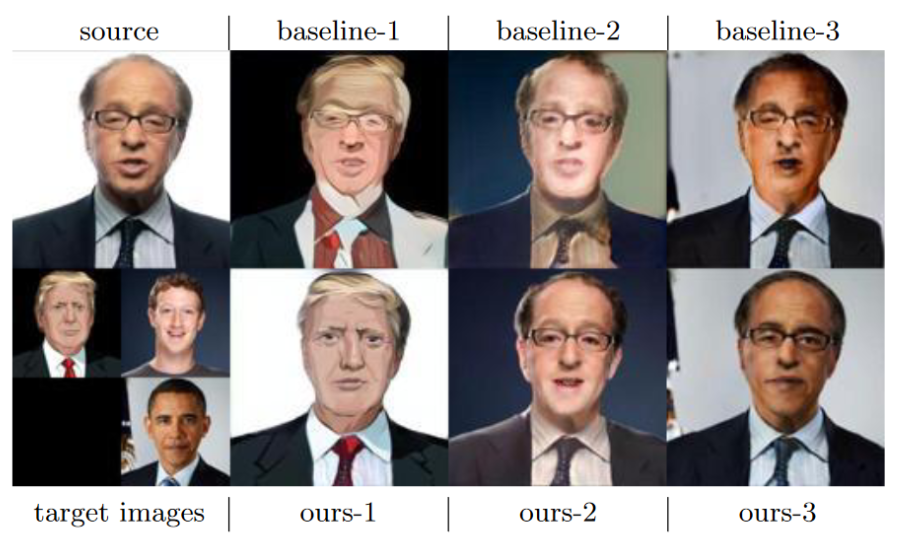 source | baseline-1 | baseline-2 | baseline-3
target images | ours-1 | ours-2 | ours-3